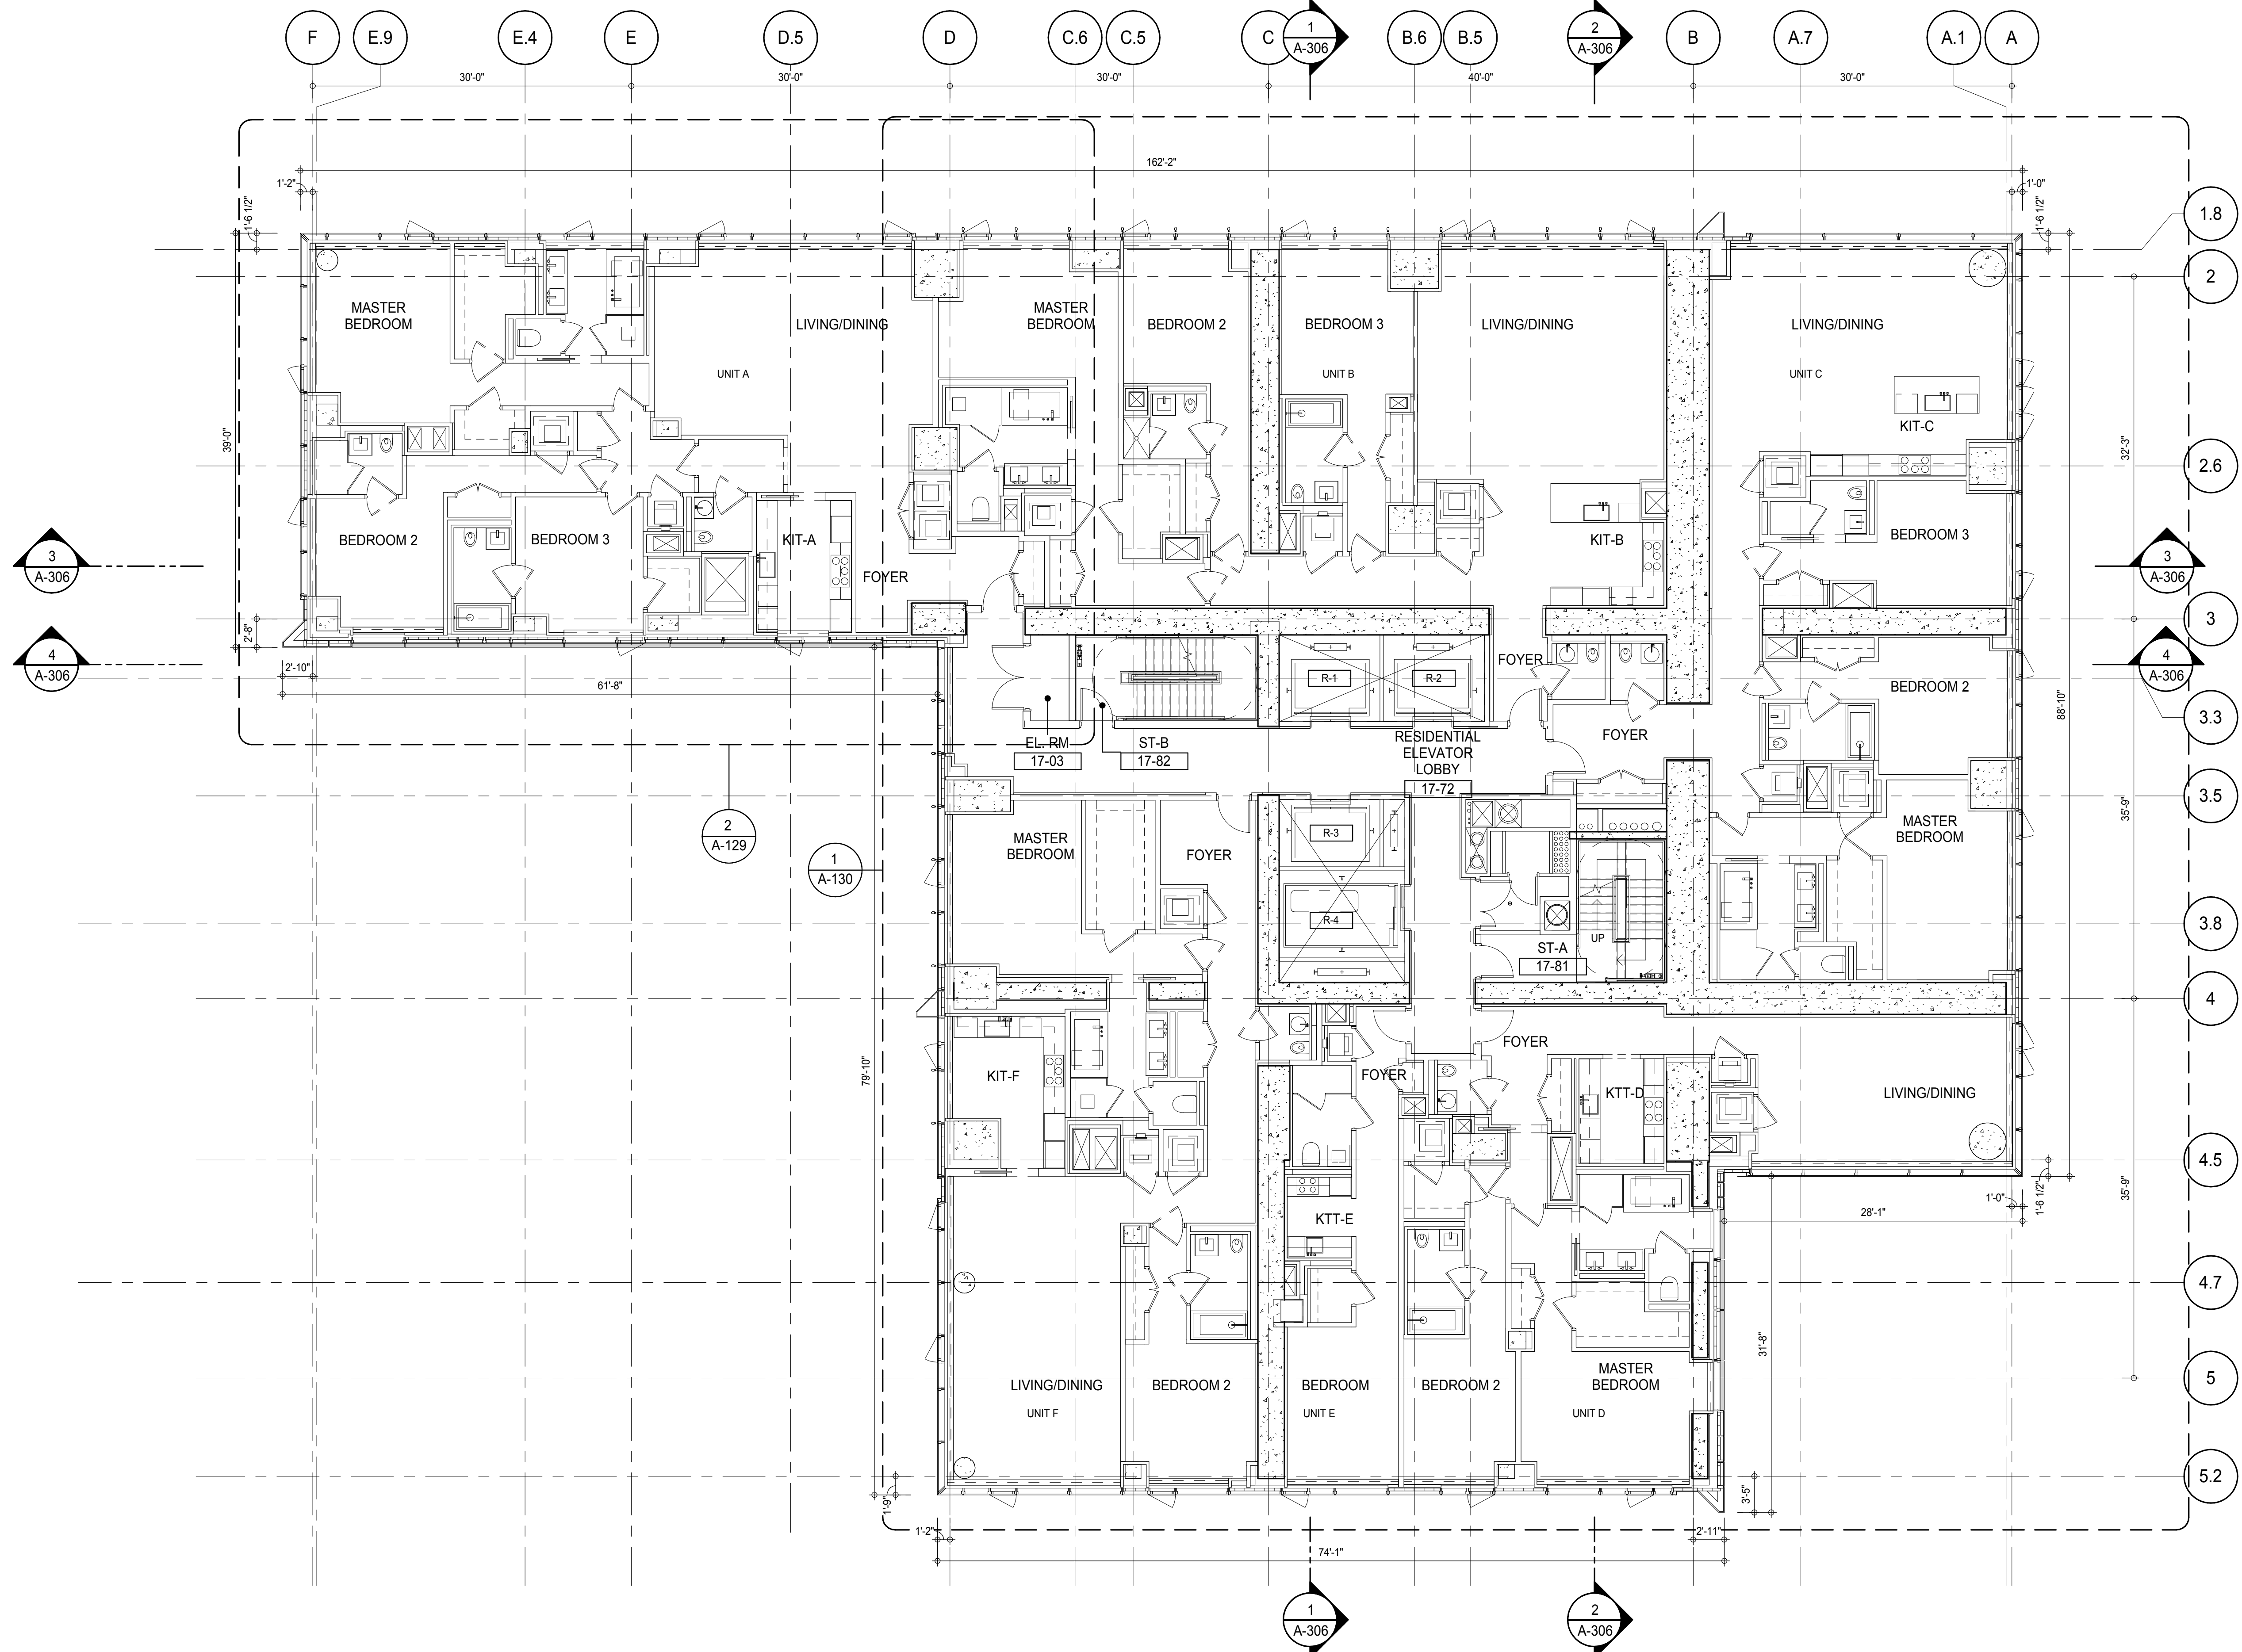 F
E.9
E.4
E
D.5
D
C.6
C.5
C
1
A-306
B.6
B.5
2
A-306
B
A.7
A.1
A
30'-0"
30'-0"
30'-0"
40'-0"
30'-0"
162'-2"
1'-2"
1'-0"
1'-6 1/2"
1'-6 1/2"
1.8
2
MASTER
BEDROOM
LIVING/DINING
MASTER
BEDROOM
BEDROOM 2
BEDROOM 3
LIVING/DINING
LIVING/DINING
UNIT A
UNIT B
UNIT C
KIT-C
39'-0"
32'-3"
2.6
BEDROOM 2
BEDROOM 3
KIT-A
KIT-B
BEDROOM 3
FOYER
3
A-306
3
A-306
3
2'-8"
4
A-306
4
A-306
2'-10"
61'-8"
R-1
R-2
FOYER
BEDROOM 2
88'-10"
3.3
EL. RM
17-03
ST-B
17-82
RESIDENTIAL
ELEVATOR
LOBBY
17-72
FOYER
3.5
35'-9"
2
A-129
1
A-130
MASTER
BEDROOM
FOYER
R-3
MASTER
BEDROOM
R-4
UP
ST-A
17-81
3.8
4
FOYER
KIT-F
FOYER
KTT-D
LIVING/DINING
79'-10"
4.5
35'-9"
1'-0"
1'-6 1/2"
28'-1"
KTT-E
4.7
31'-8"
LIVING/DINING
BEDROOM 2
BEDROOM
BEDROOM 2
MASTER
BEDROOM
5
UNIT F
UNIT E
UNIT D
5.2
1'-9"
3'-5"
1'-2"
2'-11"
74'-1"
1
A-306
2
A-306